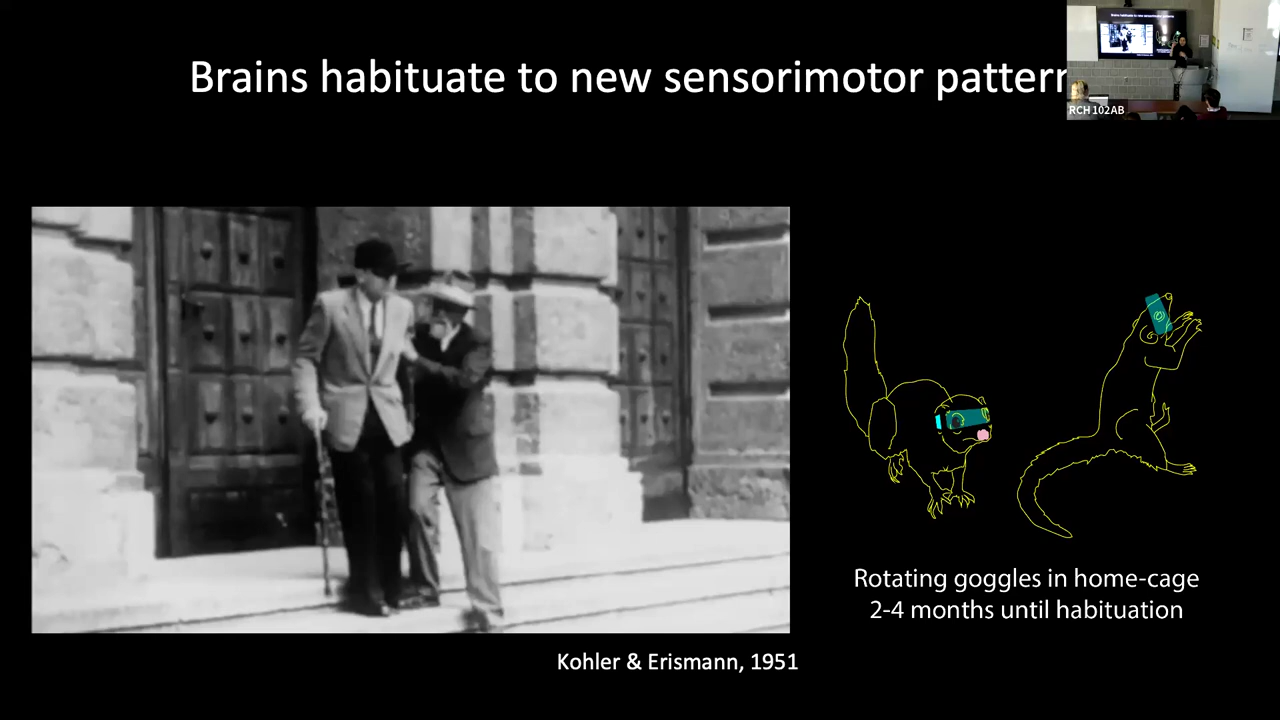 Brains habituate to new sensorimotor pattern
RCH 102AB
Rotating goggles in home-cage
2-4 months until habituation
Kohler & Erismann, 1951